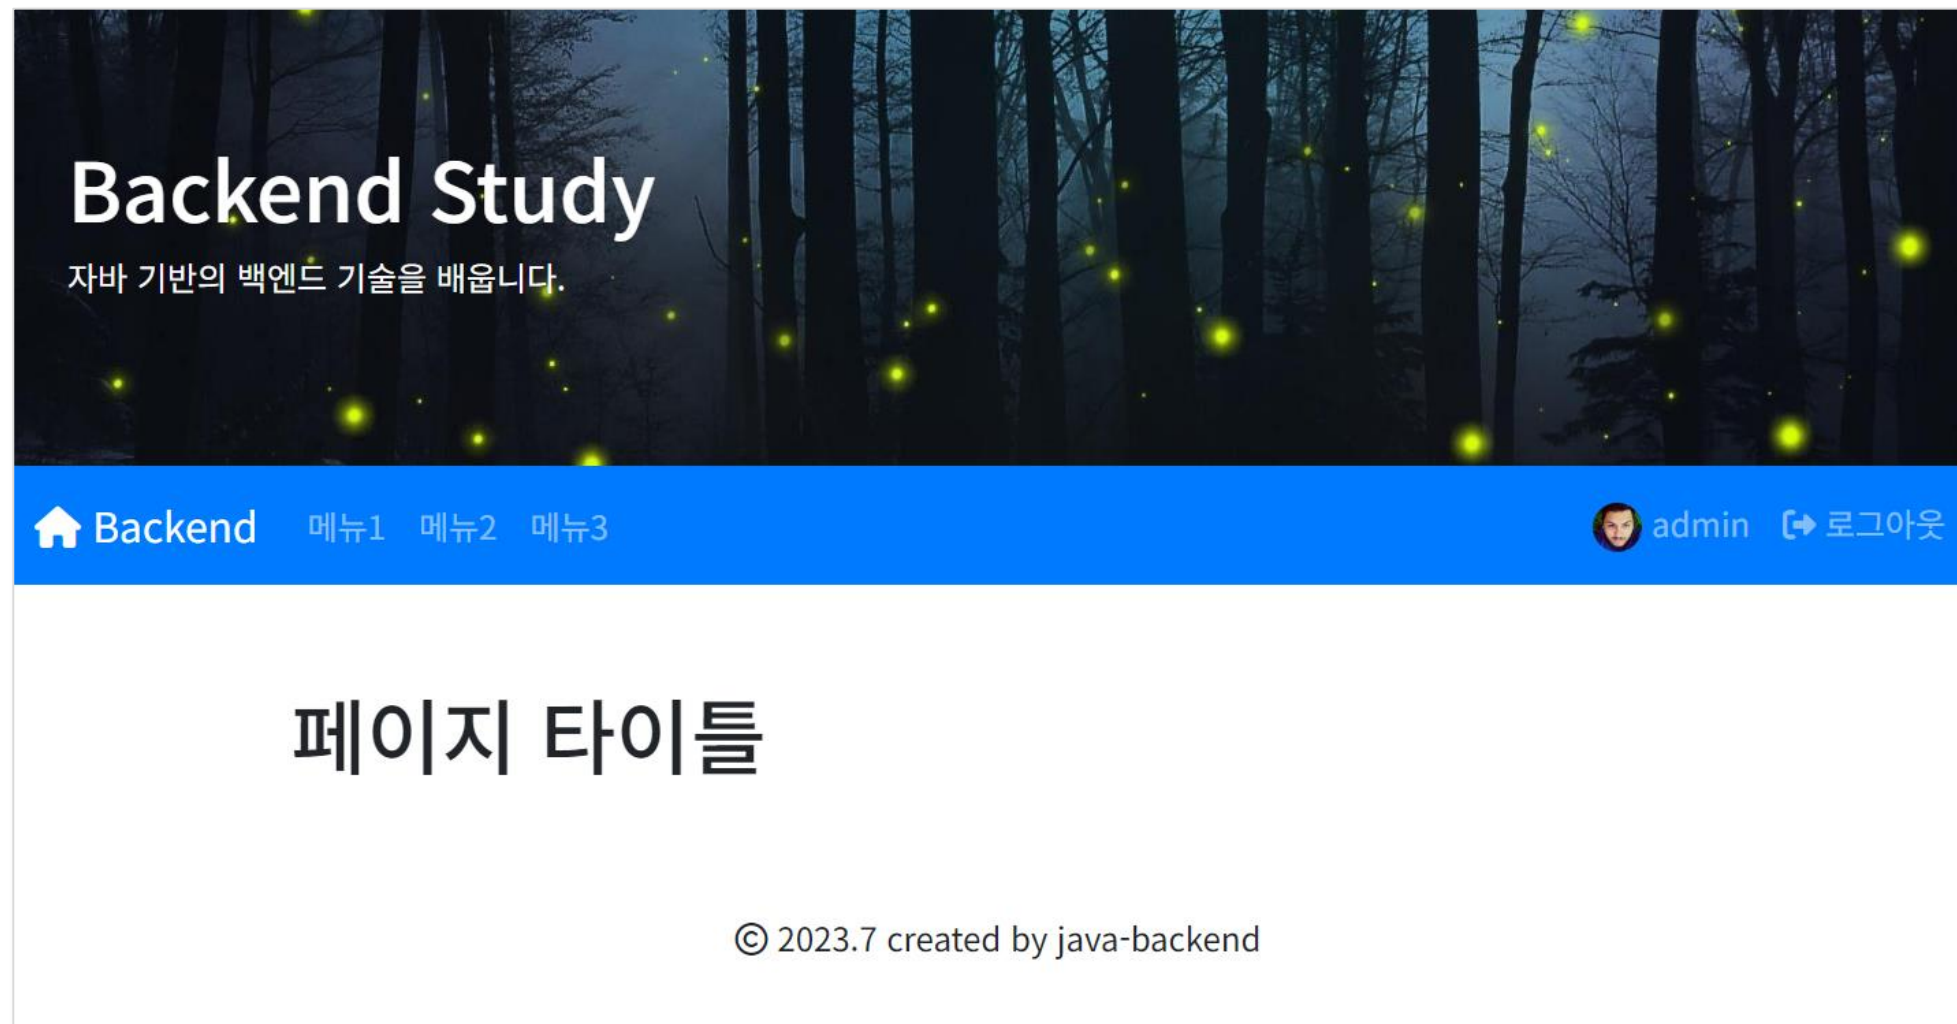 Backend Study
자바 기반의 백엔드 기술을 배웁니다.
Backend 메뉴1 메뉴2 메뉴3 admin 로그아웃
페이지 타이틀
© 2023.7 created by java-backend